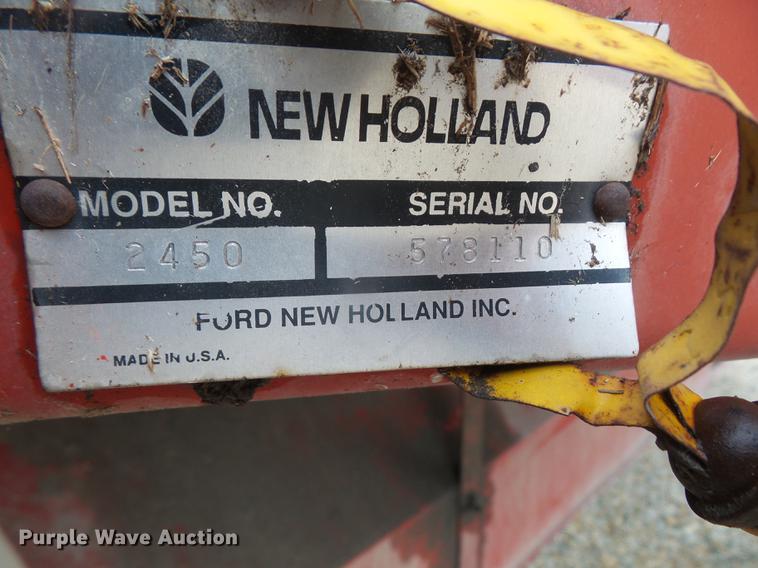 NEW HOLLAND
MODEL NO. SERIAL NO.
2450 578110
FORD NEW HOLLAND INC.
MADE IN U.S.A.
Purple Wave Auction